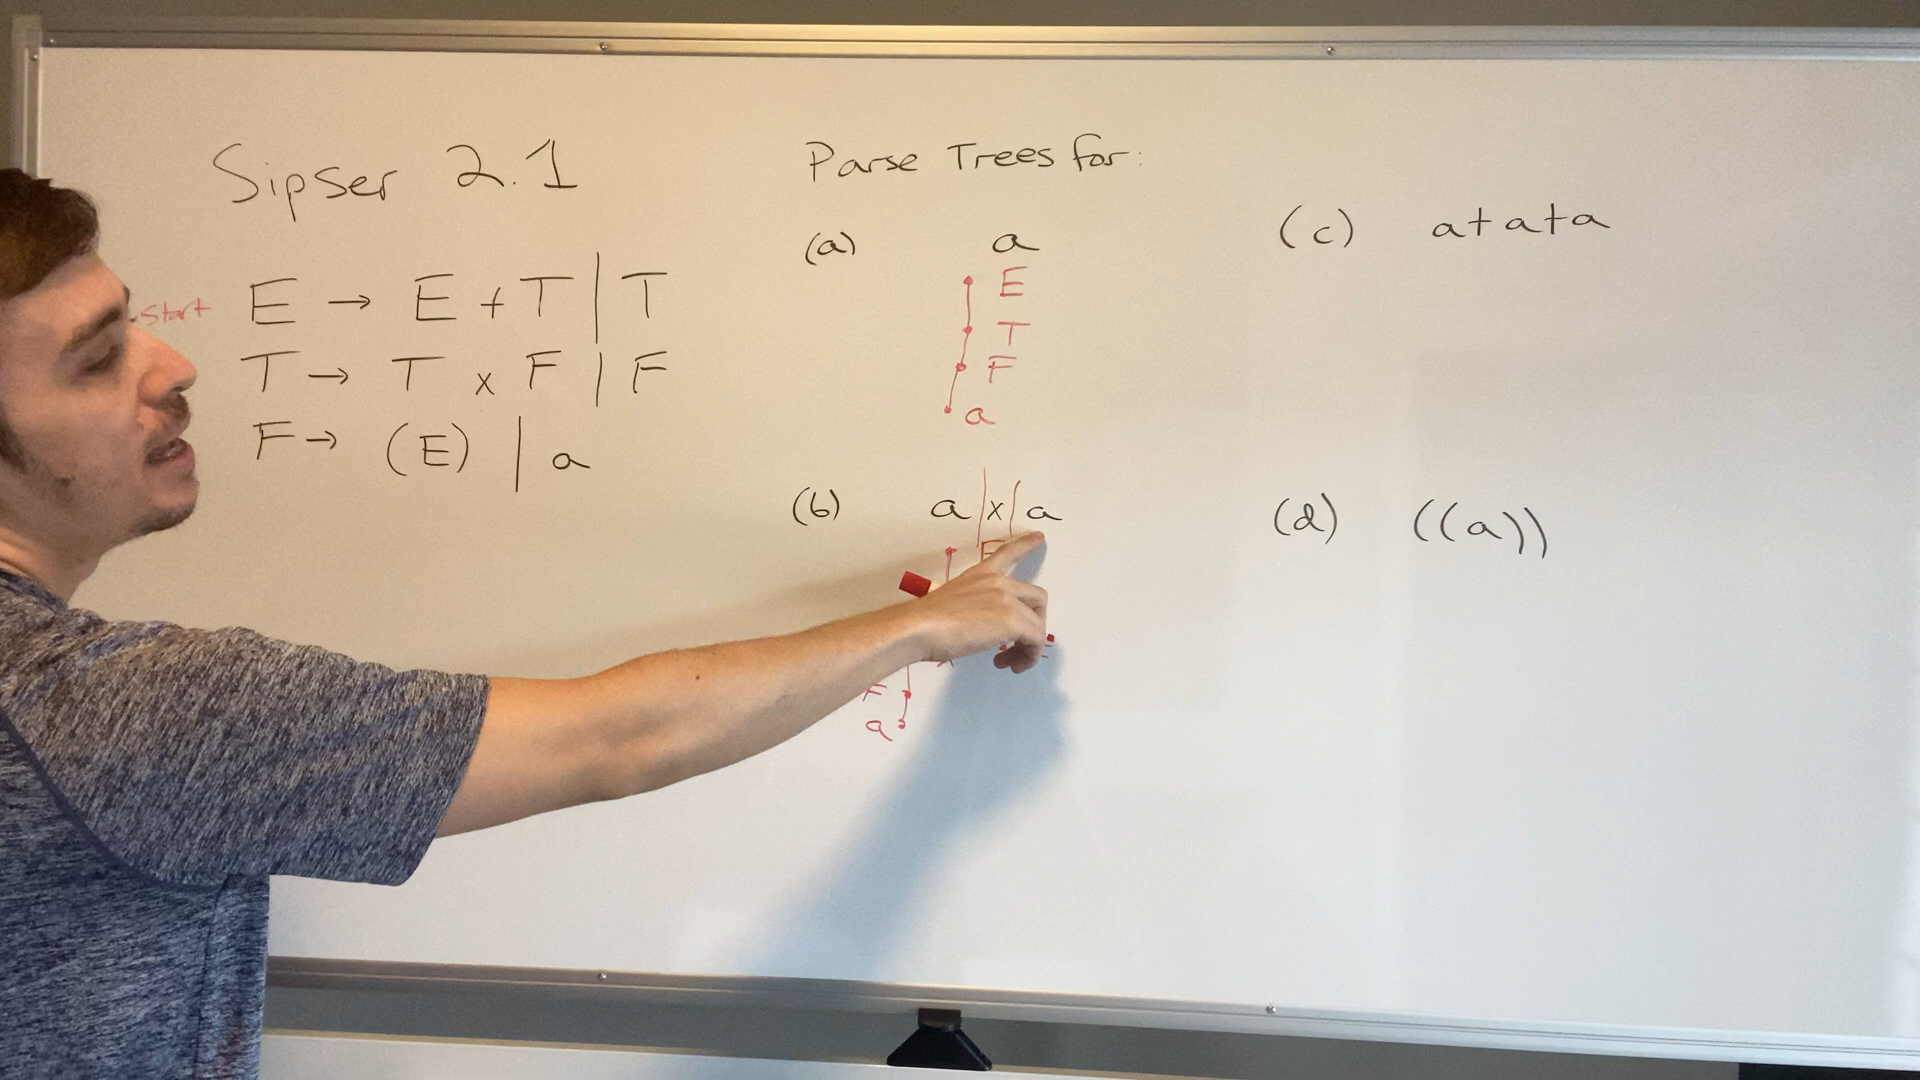 Sipser 2.1
Start E → E + T | T
T → T x F | F
F → (E) | a
Parse Trees for:
(a) a
E
T
F
a
(b) a | x | a
E
F
a
(c) a+a+a
(d) ((a))